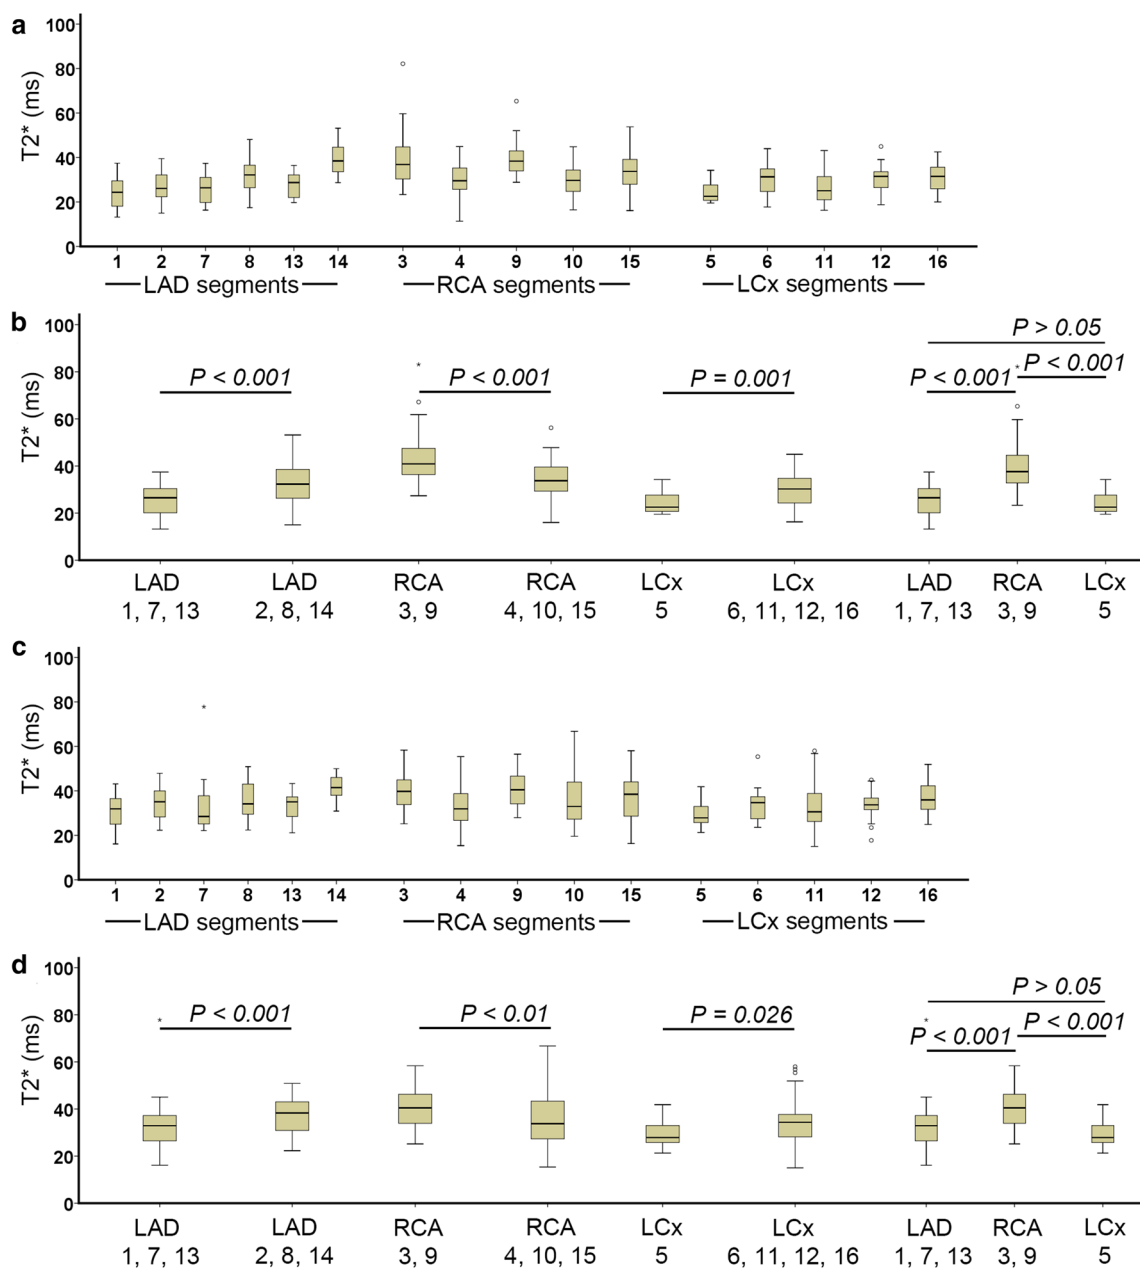 a
T2* (ms)
100
80
60
40
20
0
1 2 7 8 13 14 3 4 9 10 15 5 6 11 12 16
LAD segments RCA segments LCx segments
b
T2* (ms)
100
80
60
40
20
0
P < 0.001 P < 0.001 P = 0.001 P < 0.001 P > 0.05 P < 0.001
LAD LAD RCA RCA LCx LCx LAD RCA LCx
1, 7, 13 2, 8, 14 3, 9 4, 10, 15 5 6, 11, 12, 16 1, 7, 13 3, 9 5
c
T2* (ms)
100
80
60
40
20
0
1 2 7 8 13 14 3 4 9 10 15 5 6 11 12 16
LAD segments RCA segments LCx segments
d
T2* (ms)
100
80
60
40
20
0
P < 0.001 P < 0.01 P = 0.026 P < 0.001 P > 0.05 P < 0.001
LAD LAD RCA RCA LCx LCx LAD RCA LCx
1, 7, 13 2, 8, 14 3, 9 4, 10, 15 5 6, 11, 12, 16 1, 7, 13 3, 9 5